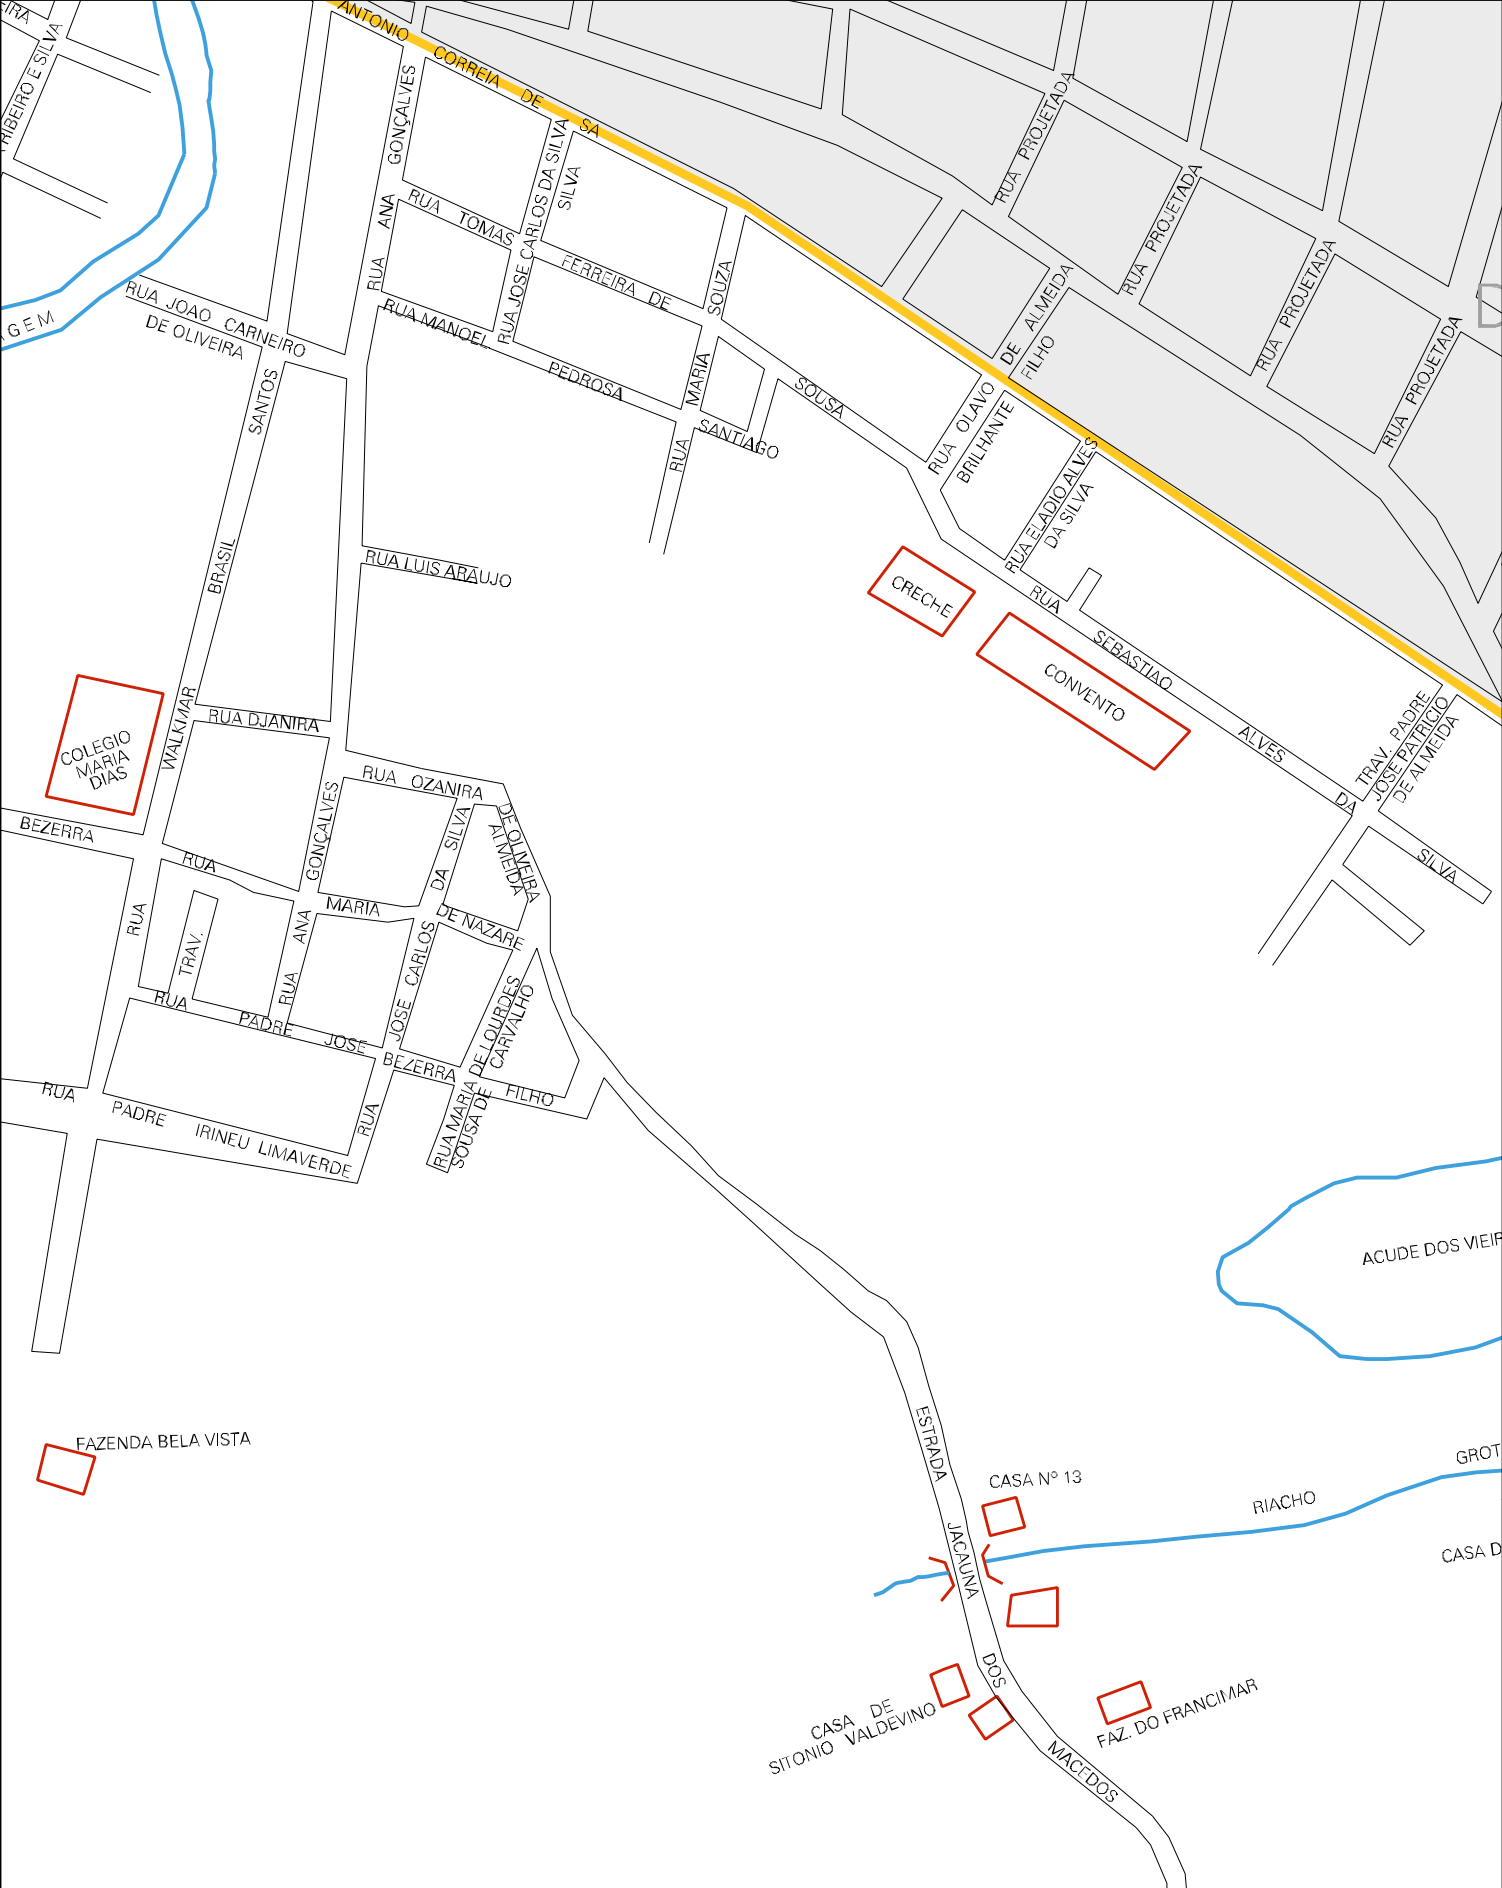 EIRA
RIBEIRO E SILVA
GEM
ANTONIO CORREIA DE SA
RUA ANA GONÇALVES
RUA TOMAS
RUA JOSE CARLOS DA SILVA
SILVA
FERREIRA DE SOUZA
RUA JOAO CARNEIRO
DE OLIVEIRA
RUA MANOEL PEDROSA
SANTIAGO
RUA MARIA
SOUSA
RUA PROJETADA
RUA PROJETADA
RUA PROJETADA
RUA PROJETADA
D
RUA OLAVO DE ALMEIDA
BRILHANTE FILHO
RUA ELADIO ALVES
DA SILVA
RUA WALKMAR BRASIL SANTOS
RUA LUIS ARAUJO
CRECHE
CONVENTO
RUA SEBASTIAO ALVES DA SILVA
TRAV. PADRE
JOSE PATRICIO
DE ALMEIDA
COLEGIO
MARIA
DIAS
RUA DJANIRA
RUA OZANIRA
DE OLIVEIRA
ALMEIDA
BEZERRA
RUA MARIA DE NAZARE
RUA ANA GONÇALVES
RUA JOSE CARLOS DA SILVA
TRAV.
RUA PADRE JOSE BEZERRA FILHO
RUA MARIA DE LOURDES
SOUSA DE CARVALHO
RUA PADRE IRINEU LIMAVERDE
ACUDE DOS VIEIR
FAZENDA BELA VISTA
ESTRADA JACAUNA DOS MACEDOS
CASA Nº 13
RIACHO
GROT
CASA D
CASA DE
SITONIO VALDEVINO
FAZ. DO FRANCIMAR